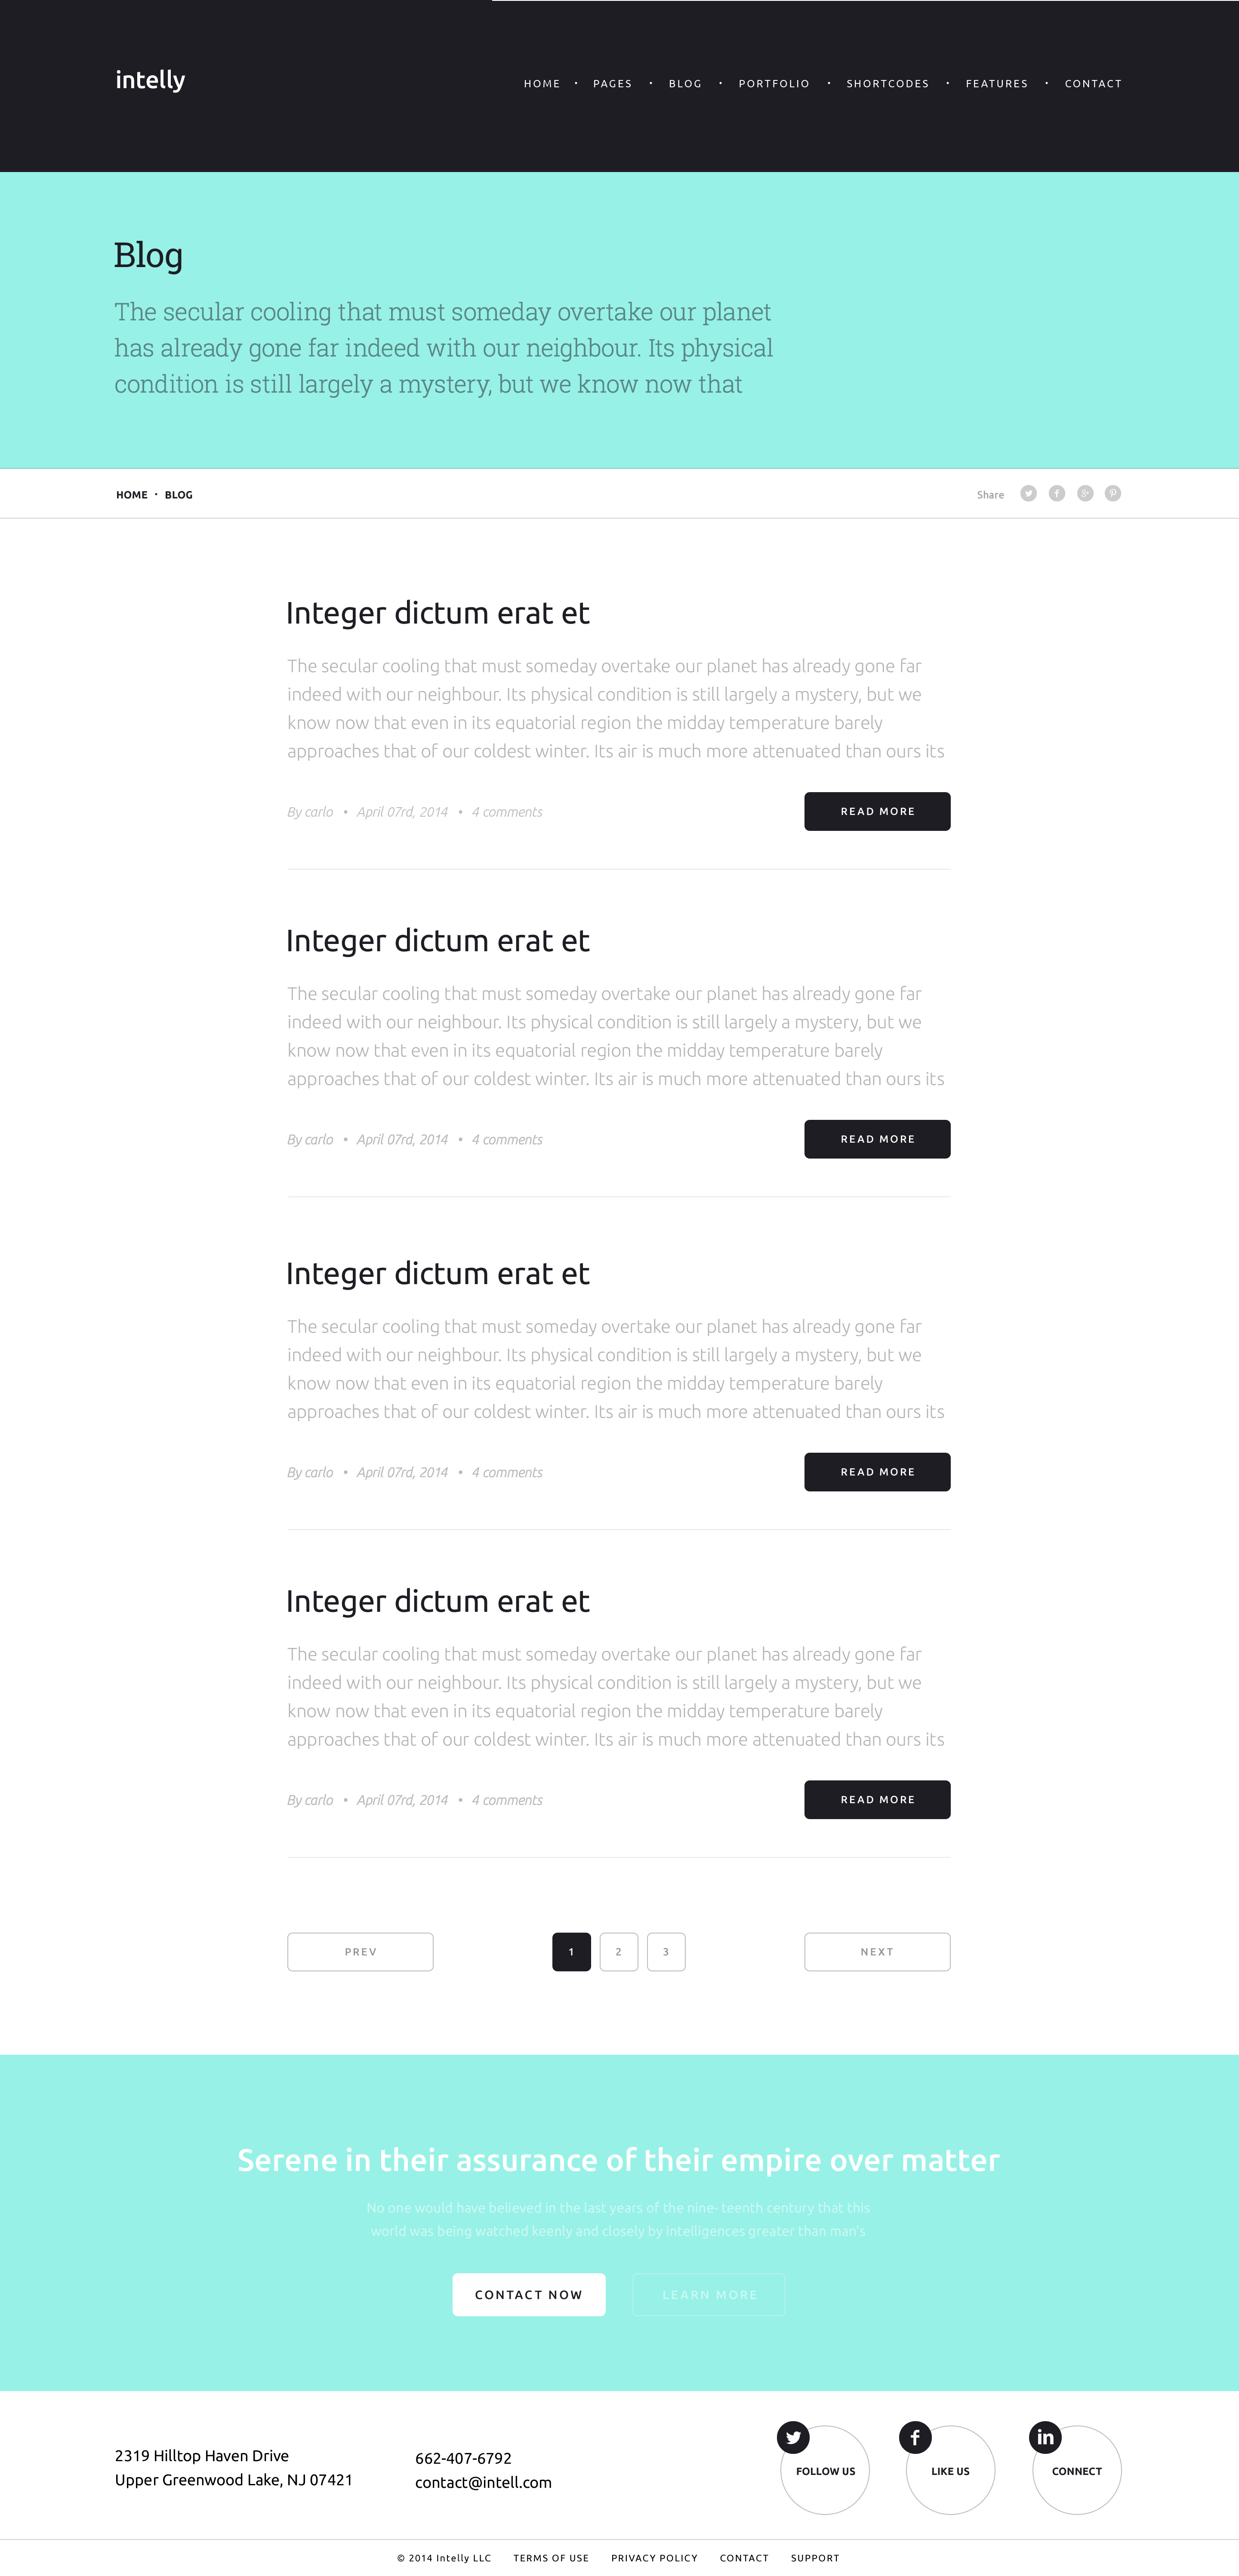 intelly
HOME • PAGES • BLOG • PORTFOLIO • SHORTCODES • FEATURES • CONTACT
Blog
The secular cooling that must someday overtake our planet
has already gone far indeed with our neighbour. Its physical
condition is still largely a mystery, but we know now that
HOME • BLOG
Share
Integer dictum erat et
The secular cooling that must someday overtake our planet has already gone far
indeed with our neighbour. Its physical condition is still largely a mystery, but we
know now that even in its equatorial region the midday temperature barely
approaches that of our coldest winter. Its air is much more attenuated than ours its
By carlo • April 07rd, 2014 • 4 comments
READ MORE
Integer dictum erat et
The secular cooling that must someday overtake our planet has already gone far
indeed with our neighbour. Its physical condition is still largely a mystery, but we
know now that even in its equatorial region the midday temperature barely
approaches that of our coldest winter. Its air is much more attenuated than ours its
By carlo • April 07rd, 2014 • 4 comments
READ MORE
Integer dictum erat et
The secular cooling that must someday overtake our planet has already gone far
indeed with our neighbour. Its physical condition is still largely a mystery, but we
know now that even in its equatorial region the midday temperature barely
approaches that of our coldest winter. Its air is much more attenuated than ours its
By carlo • April 07rd, 2014 • 4 comments
READ MORE
Integer dictum erat et
The secular cooling that must someday overtake our planet has already gone far
indeed with our neighbour. Its physical condition is still largely a mystery, but we
know now that even in its equatorial region the midday temperature barely
approaches that of our coldest winter. Its air is much more attenuated than ours its
By carlo • April 07rd, 2014 • 4 comments
READ MORE
PREV 1 2 3 NEXT
Serene in their assurance of their empire over matter
No one would have believed in the last years of the nine- teenth century that this
world was being watched keenly and closely by intelligences greater than man's
CONTACT NOW LEARN MORE
2319 Hilltop Haven Drive
Upper Greenwood Lake, NJ 07421
662-407-6792
contact@intell.com
FOLLOW US
LIKE US
CONNECT
© 2014 Intelly LLC TERMS OF USE PRIVACY POLICY CONTACT SUPPORT